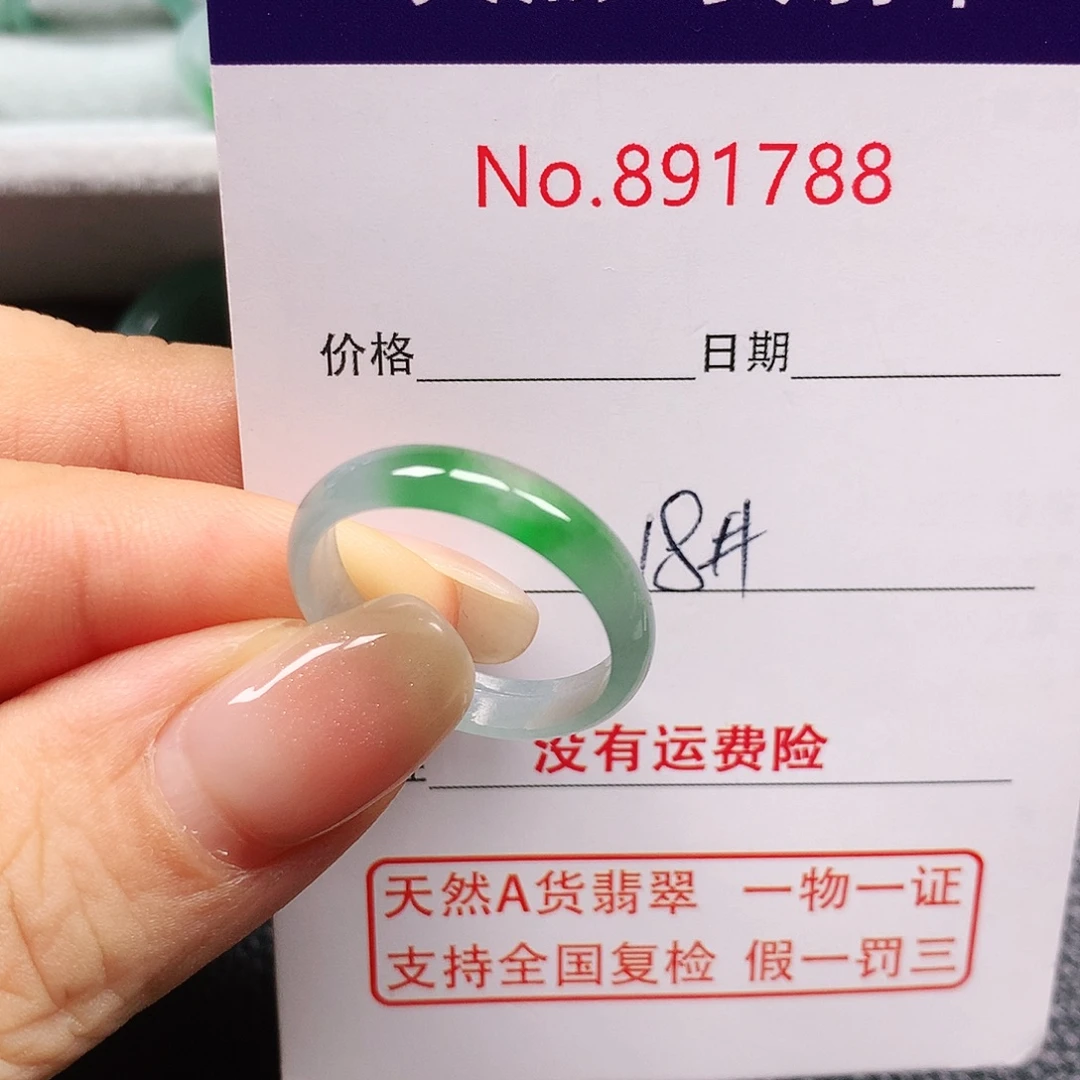 No.891788
价格 日期
18#
没有运费险
天然A货翡翠 一物一证
支持全国复检 假一罚三